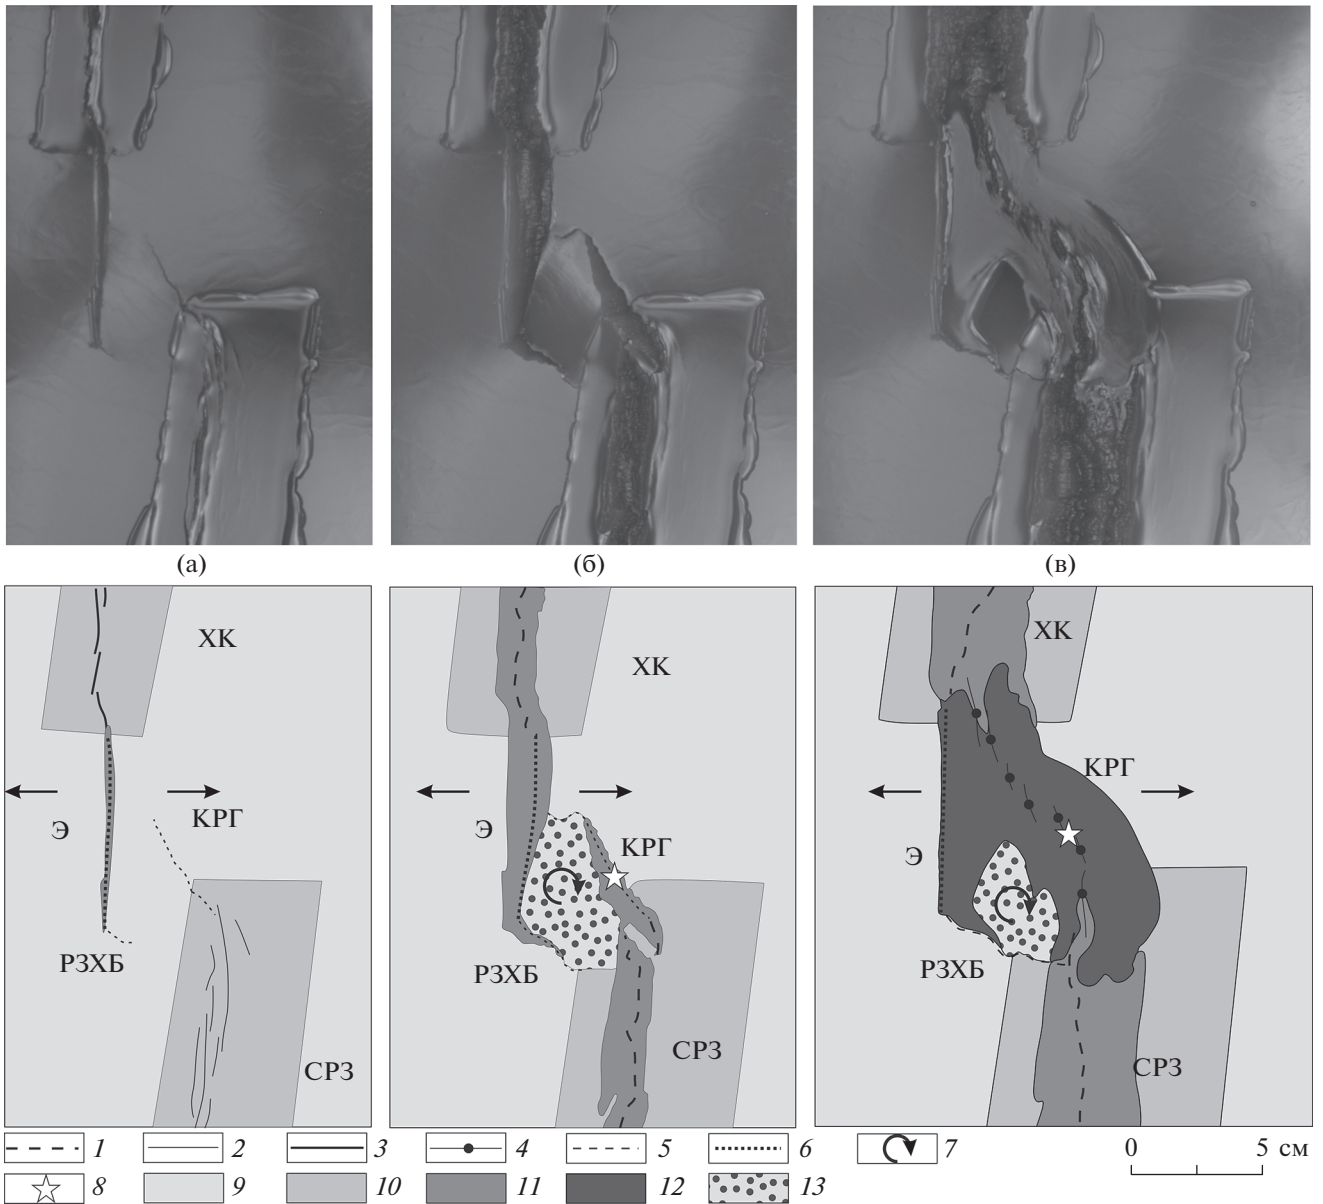 (а) (б) (в)
ХК
КРГ
Э
РЗХБ
СРЗ
ХК
КРГ
Э
РЗХБ
СРЗ
ХК
КРГ
Э
РЗХБ
СРЗ
1 2 3 4 5 6 7 0 5 см
8 9 10 11 12 13